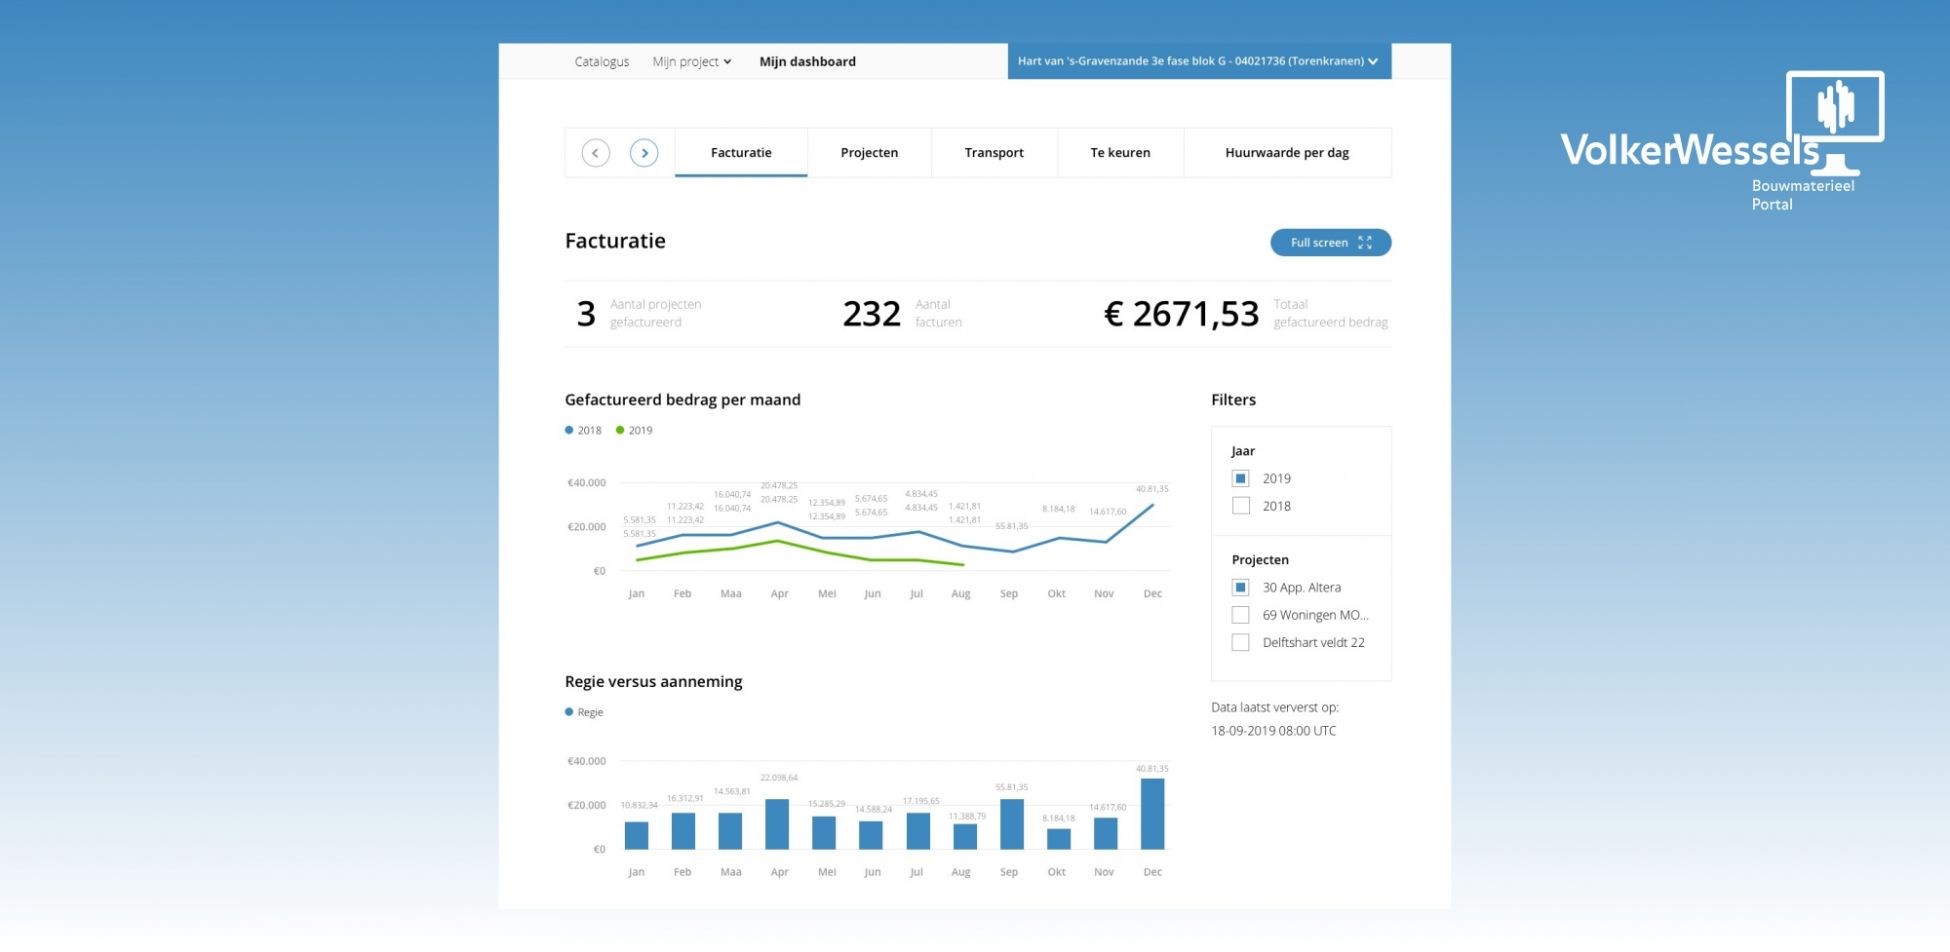 Catalogus Mijn project Mijn dashboard Hart van 's-Gravenzande 3e fase blok G - 04021736 (Torenkranen)
VolkerWessels
Bouwmaterieel
Portal
Facturatie Projecten Transport Te keuren Huurwaarde per dag
Facturatie
Full screen
3 Aantal projecten
gefactureerd
232 Aantal
facturen
€ 2671,53 Totaal
gefactureerd bedrag
Gefactureerd bedrag per maand
2018 2019
€40.000
€20.000
€0
5.581,35
5.581,35
11.223,42
11.223,42
16.040,74
16.040,74
20.478,25
20.478,25
12.354,89
12.354,89
5.674,65
5.674,65
4.834,45
4.834,45
1.421,81
1.421,81
55.81,35
8.184,18
14.617,60
40.81,35
Jan Feb Maa Apr Mei Jun Jul Aug Sep Okt Nov Dec
Filters
Jaar
2019
2018
Projecten
30 App. Altera
69 Woningen MO...
Delftshart veldt 22
Data laatst ververst op:
18-09-2019 08:00 UTC
Regie versus aanneming
Regie
€40.000
€20.000
€0
10.832,34
16.312,91
14.563,81
22.098,64
15.285,29
14.588,24
17.195,65
11.388,79
55.81,35
8.184,18
14.617,60
40.81,35
Jan Feb Maa Apr Mei Jun Jul Aug Sep Okt Nov Dec